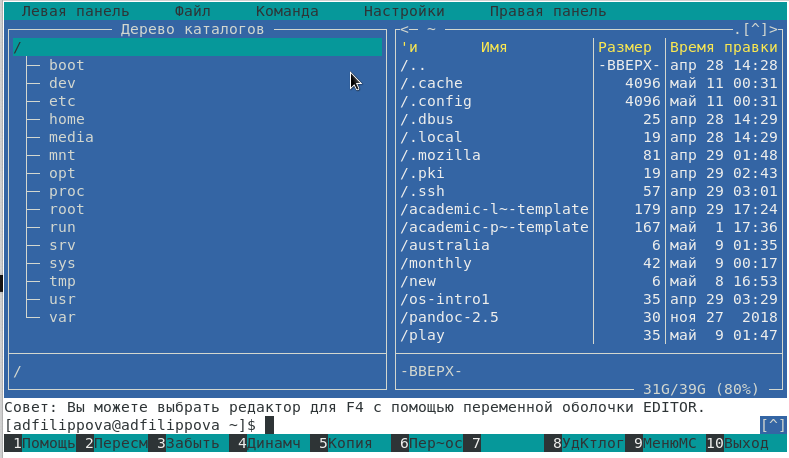 Левая панель Файл Команда Настройки Правая панель
Дерево каталогов
/
boot
dev
etc
home
media
mnt
opt
proc
root
run
srv
sys
tmp
usr
var
/
<— ~ .[^]>
'и Имя Размер Время правки
/.. -ВВЕРХ- апр 28 14:28
/.cache 4096 май 11 00:31
/.config 4096 май 11 00:31
/.dbus 25 апр 28 14:29
/.local 19 апр 28 14:29
/.mozilla 81 апр 29 01:48
/.pki 19 апр 29 02:43
/.ssh 57 апр 29 03:01
/academic-l~-template 179 апр 29 17:24
/academic-p~-template 167 май 1 17:36
/australia 6 май 9 01:35
/monthly 42 май 9 00:17
/new 6 май 8 16:53
/os-intro1 35 апр 29 03:29
/pandoc-2.5 30 ноя 27 2018
/play 35 май 9 01:47
-ВВЕРХ-
31G/39G (80%)
Совет: Вы можете выбрать редактор для F4 с помощью переменной оболочки EDITOR.
[adfilippova@adfilippova ~]$ [^]
1Помощь 2Пересм 3Забыть 4Динамч 5Копия 6Пер~ос 7 8УдКтлог 9МенюМС 10Выход